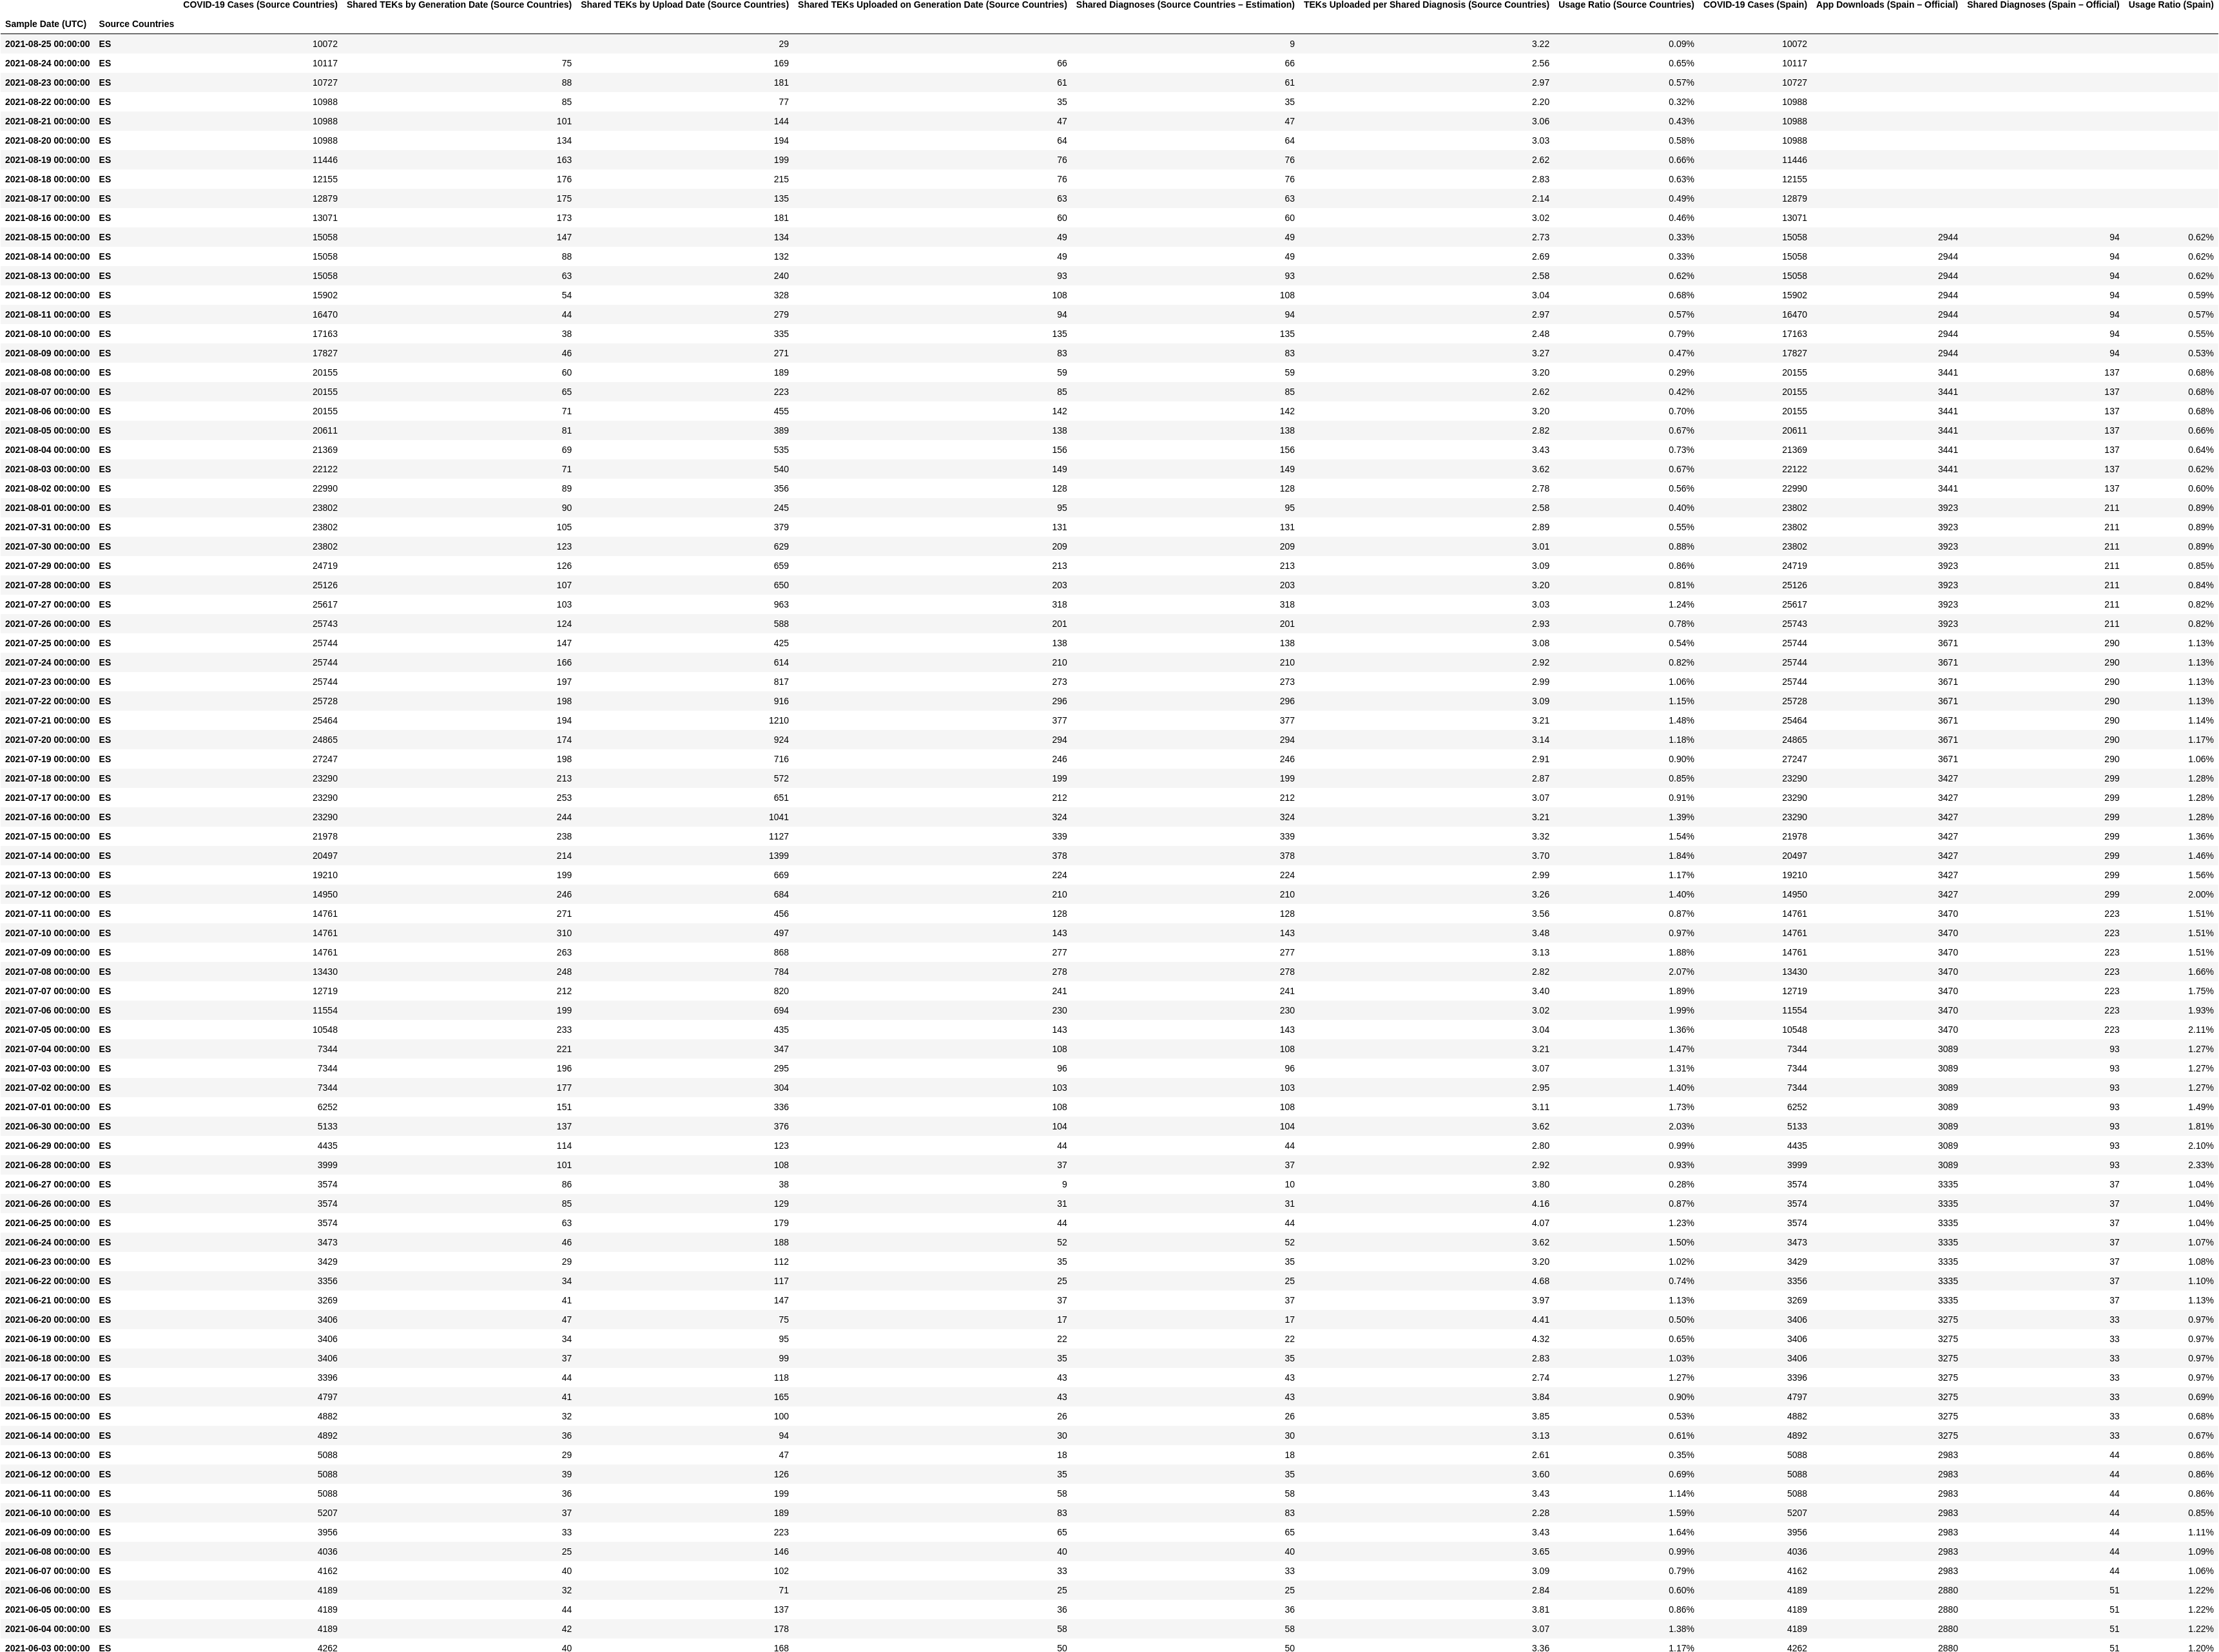 COVID-19 Cases (Source Countries) Shared TEKs by Generation Date (Source Countries) Shared TEKs by Upload Date (Source Countries) Shared TEKs Uploaded on Generation Date (Source Countries) Shared Diagnoses (Source Countries – Estimation) TEKs Uploaded per Shared Diagnosis (Source Countries) Usage Ratio (Source Countries) COVID-19 Cases (Spain) App Downloads (Spain – Official) Shared Diagnoses (Spain – Official) Usage Ratio (Spain)
Sample Date (UTC) Source Countries
2021-08-25 00:00:00 ES 10072 29 9 3.22 0.09% 10072
2021-08-24 00:00:00 ES 10117 75 169 66 66 2.56 0.65% 10117
2021-08-23 00:00:00 ES 10727 88 181 61 61 2.97 0.57% 10727
2021-08-22 00:00:00 ES 10988 85 77 35 35 2.20 0.32% 10988
2021-08-21 00:00:00 ES 10988 101 144 47 47 3.06 0.43% 10988
2021-08-20 00:00:00 ES 10988 134 194 64 64 3.03 0.58% 10988
2021-08-19 00:00:00 ES 11446 163 199 76 76 2.62 0.66% 11446
2021-08-18 00:00:00 ES 12155 176 215 76 76 2.83 0.63% 12155
2021-08-17 00:00:00 ES 12879 175 135 63 63 2.14 0.49% 12879
2021-08-16 00:00:00 ES 13071 173 181 60 60 3.02 0.46% 13071
2021-08-15 00:00:00 ES 15058 147 134 49 49 2.73 0.33% 15058 2944 94 0.62%
2021-08-14 00:00:00 ES 15058 88 132 49 49 2.69 0.33% 15058 2944 94 0.62%
2021-08-13 00:00:00 ES 15058 63 240 93 93 2.58 0.62% 15058 2944 94 0.62%
2021-08-12 00:00:00 ES 15902 54 328 108 108 3.04 0.68% 15902 2944 94 0.59%
2021-08-11 00:00:00 ES 16470 44 279 94 94 2.97 0.57% 16470 2944 94 0.57%
2021-08-10 00:00:00 ES 17163 38 335 135 135 2.48 0.79% 17163 2944 94 0.55%
2021-08-09 00:00:00 ES 17827 46 271 83 83 3.27 0.47% 17827 2944 94 0.53%
2021-08-08 00:00:00 ES 20155 60 189 59 59 3.20 0.29% 20155 3441 137 0.68%
2021-08-07 00:00:00 ES 20155 65 223 85 85 2.62 0.42% 20155 3441 137 0.68%
2021-08-06 00:00:00 ES 20155 71 455 142 142 3.20 0.70% 20155 3441 137 0.68%
2021-08-05 00:00:00 ES 20611 81 389 138 138 2.82 0.67% 20611 3441 137 0.66%
2021-08-04 00:00:00 ES 21369 69 535 156 156 3.43 0.73% 21369 3441 137 0.64%
2021-08-03 00:00:00 ES 22122 71 540 149 149 3.62 0.67% 22122 3441 137 0.62%
2021-08-02 00:00:00 ES 22990 89 356 128 128 2.78 0.56% 22990 3441 137 0.60%
2021-08-01 00:00:00 ES 23802 90 245 95 95 2.58 0.40% 23802 3923 211 0.89%
2021-07-31 00:00:00 ES 23802 105 379 131 131 2.89 0.55% 23802 3923 211 0.89%
2021-07-30 00:00:00 ES 23802 123 629 209 209 3.01 0.88% 23802 3923 211 0.89%
2021-07-29 00:00:00 ES 24719 126 659 213 213 3.09 0.86% 24719 3923 211 0.85%
2021-07-28 00:00:00 ES 25126 107 650 203 203 3.20 0.81% 25126 3923 211 0.84%
2021-07-27 00:00:00 ES 25617 103 963 318 318 3.03 1.24% 25617 3923 211 0.82%
2021-07-26 00:00:00 ES 25743 124 588 201 201 2.93 0.78% 25743 3923 211 0.82%
2021-07-25 00:00:00 ES 25744 147 425 138 138 3.08 0.54% 25744 3671 290 1.13%
2021-07-24 00:00:00 ES 25744 166 614 210 210 2.92 0.82% 25744 3671 290 1.13%
2021-07-23 00:00:00 ES 25744 197 817 273 273 2.99 1.06% 25744 3671 290 1.13%
2021-07-22 00:00:00 ES 25728 198 916 296 296 3.09 1.15% 25728 3671 290 1.13%
2021-07-21 00:00:00 ES 25464 194 1210 377 377 3.21 1.48% 25464 3671 290 1.14%
2021-07-20 00:00:00 ES 24865 174 924 294 294 3.14 1.18% 24865 3671 290 1.17%
2021-07-19 00:00:00 ES 27247 198 716 246 246 2.91 0.90% 27247 3671 290 1.06%
2021-07-18 00:00:00 ES 23290 213 572 199 199 2.87 0.85% 23290 3427 299 1.28%
2021-07-17 00:00:00 ES 23290 253 651 212 212 3.07 0.91% 23290 3427 299 1.28%
2021-07-16 00:00:00 ES 23290 244 1041 324 324 3.21 1.39% 23290 3427 299 1.28%
2021-07-15 00:00:00 ES 21978 238 1127 339 339 3.32 1.54% 21978 3427 299 1.36%
2021-07-14 00:00:00 ES 20497 214 1399 378 378 3.70 1.84% 20497 3427 299 1.46%
2021-07-13 00:00:00 ES 19210 199 669 224 224 2.99 1.17% 19210 3427 299 1.56%
2021-07-12 00:00:00 ES 14950 246 684 210 210 3.26 1.40% 14950 3427 299 2.00%
2021-07-11 00:00:00 ES 14761 271 456 128 128 3.56 0.87% 14761 3470 223 1.51%
2021-07-10 00:00:00 ES 14761 310 497 143 143 3.48 0.97% 14761 3470 223 1.51%
2021-07-09 00:00:00 ES 14761 263 868 277 277 3.13 1.88% 14761 3470 223 1.51%
2021-07-08 00:00:00 ES 13430 248 784 278 278 2.82 2.07% 13430 3470 223 1.66%
2021-07-07 00:00:00 ES 12719 212 820 241 241 3.40 1.89% 12719 3470 223 1.75%
2021-07-06 00:00:00 ES 11554 199 694 230 230 3.02 1.99% 11554 3470 223 1.93%
2021-07-05 00:00:00 ES 10548 233 435 143 143 3.04 1.36% 10548 3470 223 2.11%
2021-07-04 00:00:00 ES 7344 221 347 108 108 3.21 1.47% 7344 3089 93 1.27%
2021-07-03 00:00:00 ES 7344 196 295 96 96 3.07 1.31% 7344 3089 93 1.27%
2021-07-02 00:00:00 ES 7344 177 304 103 103 2.95 1.40% 7344 3089 93 1.27%
2021-07-01 00:00:00 ES 6252 151 336 108 108 3.11 1.73% 6252 3089 93 1.49%
2021-06-30 00:00:00 ES 5133 137 376 104 104 3.62 2.03% 5133 3089 93 1.81%
2021-06-29 00:00:00 ES 4435 114 123 44 44 2.80 0.99% 4435 3089 93 2.10%
2021-06-28 00:00:00 ES 3999 101 108 37 37 2.92 0.93% 3999 3089 93 2.33%
2021-06-27 00:00:00 ES 3574 86 38 9 10 3.80 0.28% 3574 3335 37 1.04%
2021-06-26 00:00:00 ES 3574 85 129 31 31 4.16 0.87% 3574 3335 37 1.04%
2021-06-25 00:00:00 ES 3574 63 179 44 44 4.07 1.23% 3574 3335 37 1.04%
2021-06-24 00:00:00 ES 3473 46 188 52 52 3.62 1.50% 3473 3335 37 1.07%
2021-06-23 00:00:00 ES 3429 29 112 35 35 3.20 1.02% 3429 3335 37 1.08%
2021-06-22 00:00:00 ES 3356 34 117 25 25 4.68 0.74% 3356 3335 37 1.10%
2021-06-21 00:00:00 ES 3269 41 147 37 37 3.97 1.13% 3269 3335 37 1.13%
2021-06-20 00:00:00 ES 3406 47 75 17 17 4.41 0.50% 3406 3275 33 0.97%
2021-06-19 00:00:00 ES 3406 34 95 22 22 4.32 0.65% 3406 3275 33 0.97%
2021-06-18 00:00:00 ES 3406 37 99 35 35 2.83 1.03% 3406 3275 33 0.97%
2021-06-17 00:00:00 ES 3396 44 118 43 43 2.74 1.27% 3396 3275 33 0.97%
2021-06-16 00:00:00 ES 4797 41 165 43 43 3.84 0.90% 4797 3275 33 0.69%
2021-06-15 00:00:00 ES 4882 32 100 26 26 3.85 0.53% 4882 3275 33 0.68%
2021-06-14 00:00:00 ES 4892 36 94 30 30 3.13 0.61% 4892 3275 33 0.67%
2021-06-13 00:00:00 ES 5088 29 47 18 18 2.61 0.35% 5088 2983 44 0.86%
2021-06-12 00:00:00 ES 5088 39 126 35 35 3.60 0.69% 5088 2983 44 0.86%
2021-06-11 00:00:00 ES 5088 36 199 58 58 3.43 1.14% 5088 2983 44 0.86%
2021-06-10 00:00:00 ES 5207 37 189 83 83 2.28 1.59% 5207 2983 44 0.85%
2021-06-09 00:00:00 ES 3956 33 223 65 65 3.43 1.64% 3956 2983 44 1.11%
2021-06-08 00:00:00 ES 4036 25 146 40 40 3.65 0.99% 4036 2983 44 1.09%
2021-06-07 00:00:00 ES 4162 40 102 33 33 3.09 0.79% 4162 2983 44 1.06%
2021-06-06 00:00:00 ES 4189 32 71 25 25 2.84 0.60% 4189 2880 51 1.22%
2021-06-05 00:00:00 ES 4189 44 137 36 36 3.81 0.86% 4189 2880 51 1.22%
2021-06-04 00:00:00 ES 4189 42 178 58 58 3.07 1.38% 4189 2880 51 1.22%
2021-06-03 00:00:00 ES 4262 40 168 50 50 3.36 1.17% 4262 2880 51 1.20%